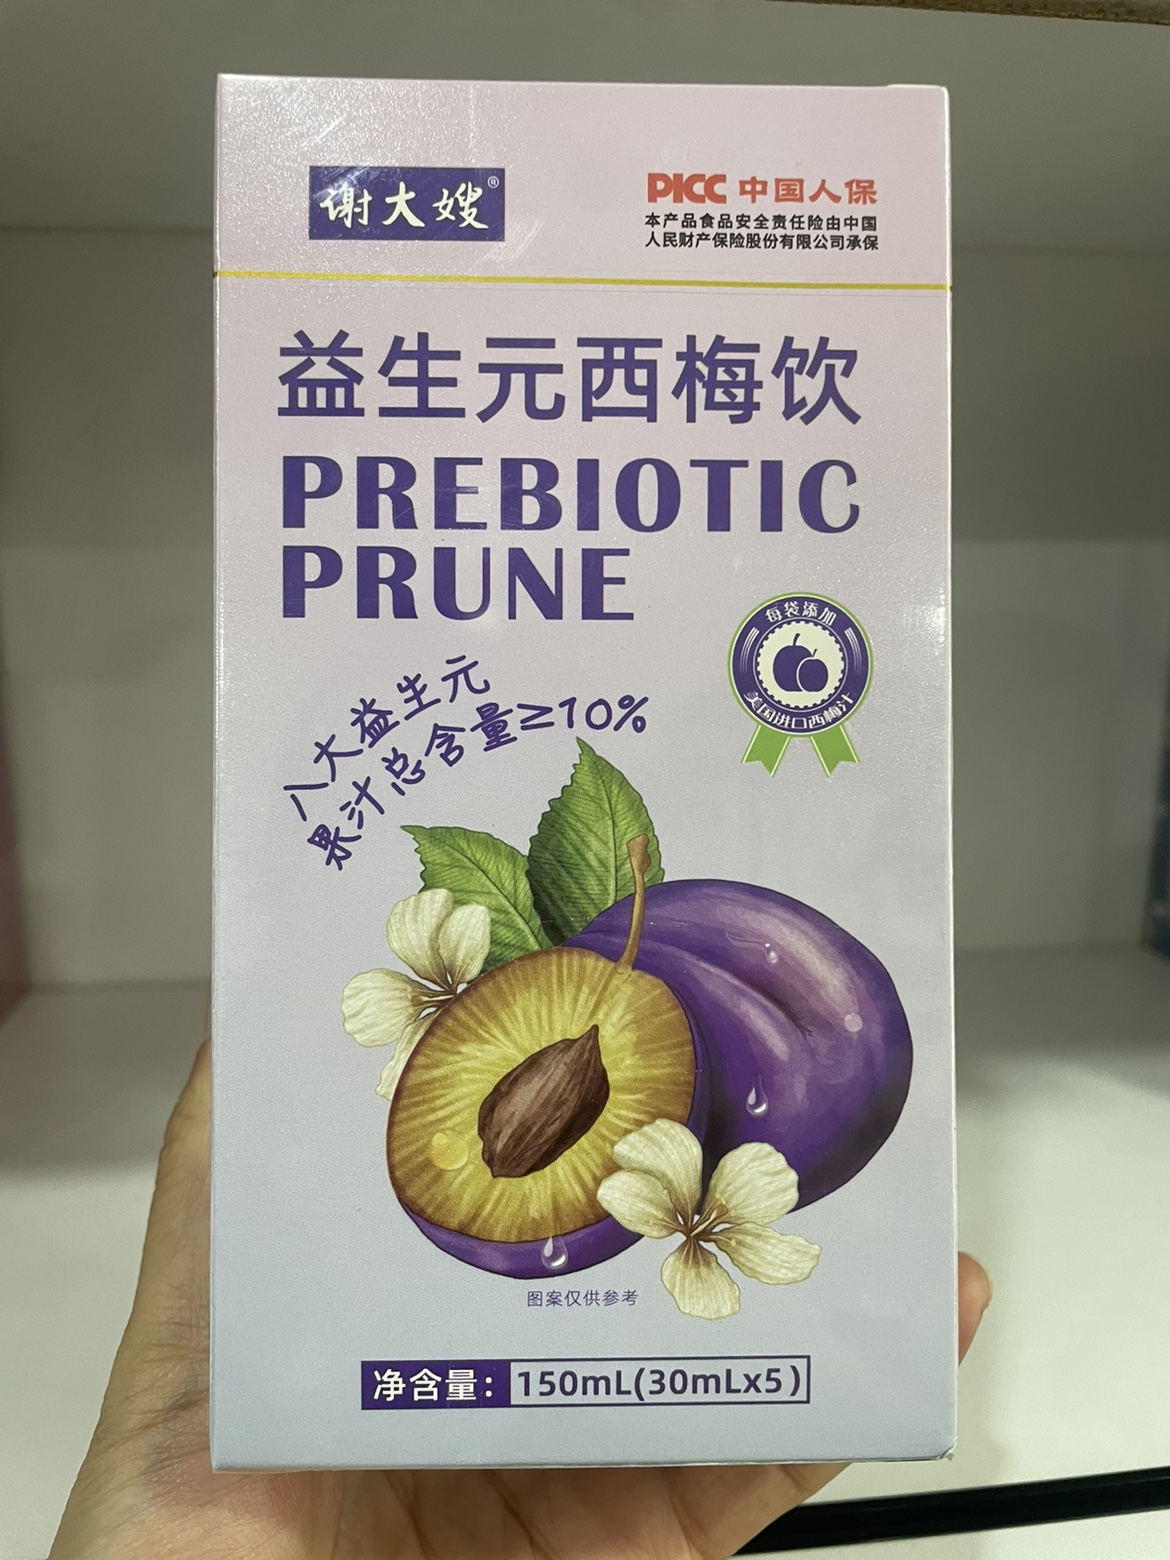 谢大嫂®
PICC 中国人保
本产品食品安全责任险由中国
人民财产保险股份有限公司承保
益生元西梅饮
PREBIOTIC
PRUNE
每袋添加
美国进口西梅汁
八大益生元
果汁总含量≥10%
图案仅供参考
净含量：150mL(30mLx5)